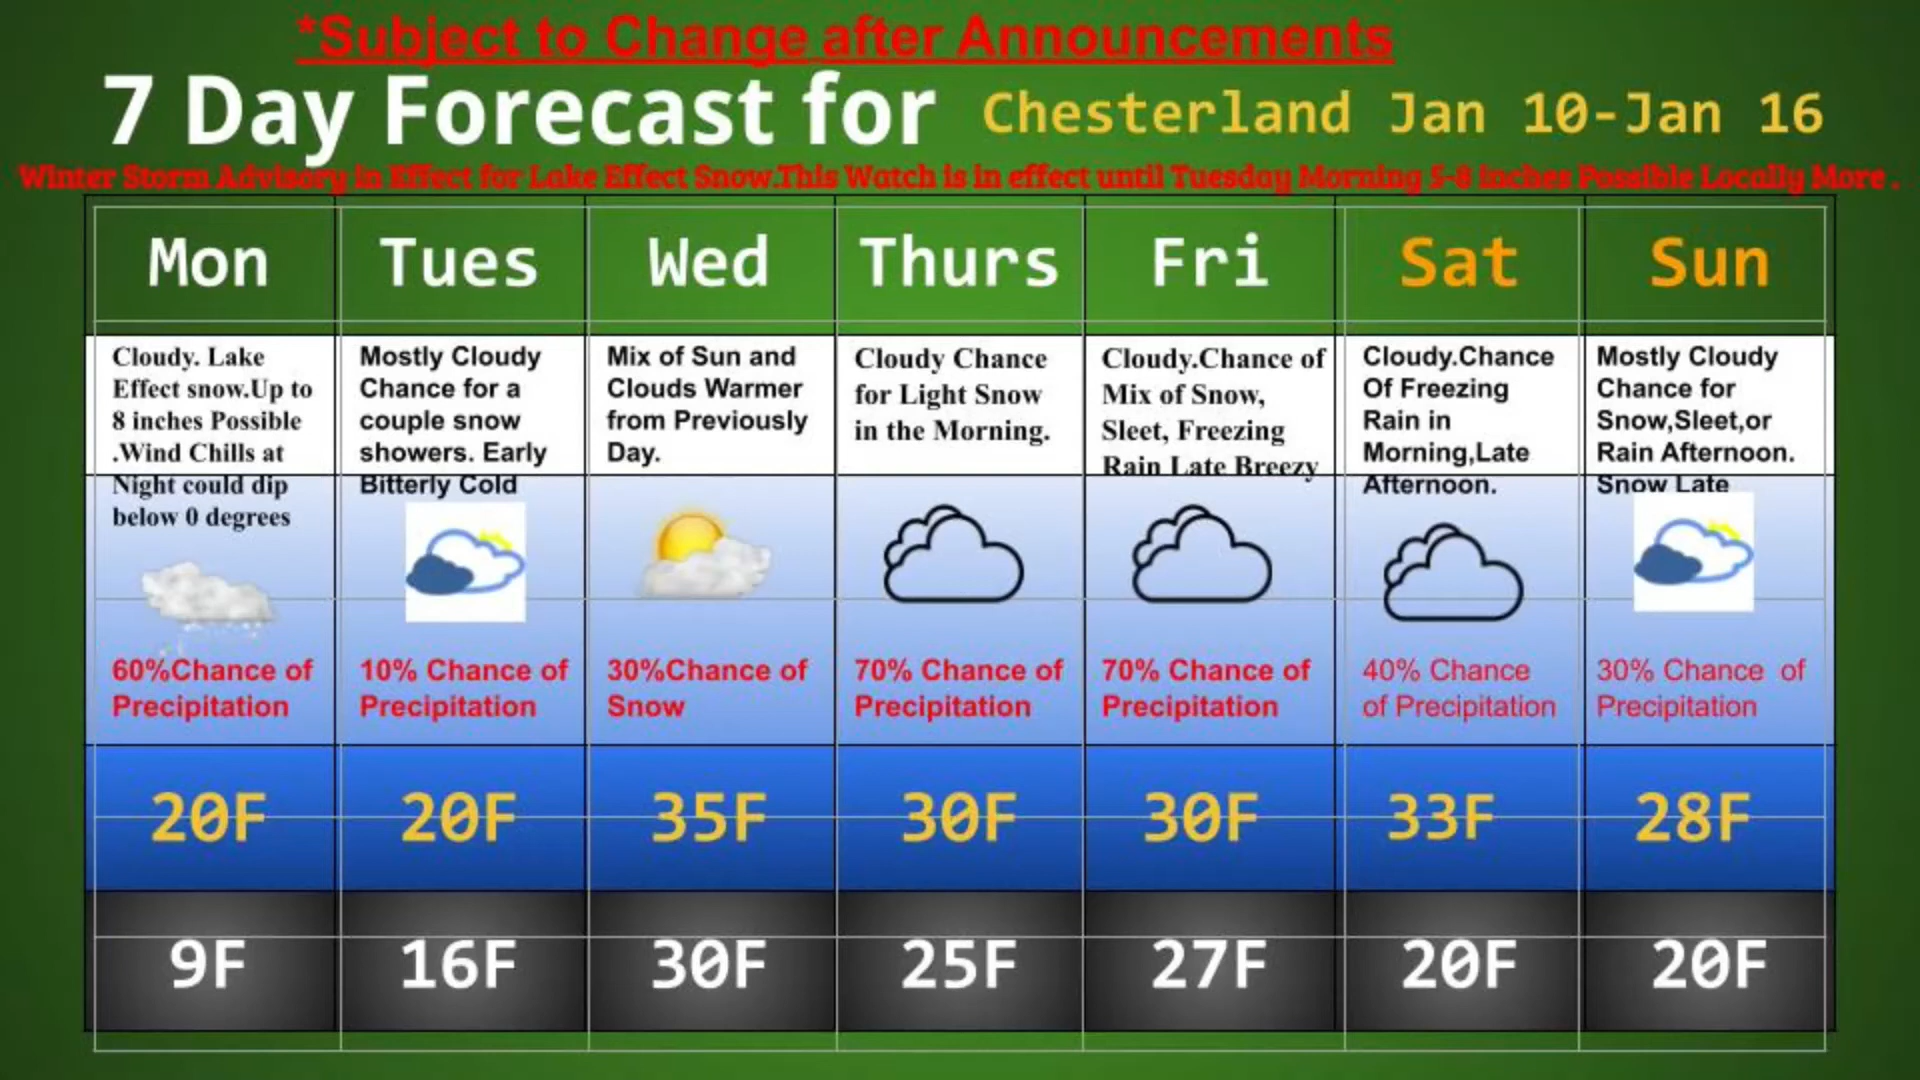 *Subject to Change after Announcements
7 Day Forecast for Chesterland Jan 10-Jan 16
Winter Storm Advisory in Effect for Lake Effect Snow.This Watch is in effect until Tuesday Morning 5-8 inches Possible Locally More .
Mon Tues Wed Thurs Fri Sat Sun
Cloudy. Lake
Effect snow.Up to
8 inches Possible
.Wind Chills at
Night could dip
below 0 degrees
Mostly Cloudy
Chance for a
couple snow
showers. Early
Bitterly Cold
Mix of Sun and
Clouds Warmer
from Previously
Day.
Cloudy Chance
for Light Snow
in the Morning.
Cloudy.Chance of
Mix of Snow,
Sleet, Freezing
Rain Late Breezy
Cloudy.Chance
Of Freezing
Rain in
Morning,Late
Afternoon.
Mostly Cloudy
Chance for
Snow,Sleet,or
Rain Afternoon.
Snow Late
60%Chance of
Precipitation
10% Chance of
Precipitation
30%Chance of
Snow
70% Chance of
Precipitation
70% Chance of
Precipitation
40% Chance
of Precipitation
30% Chance of
Precipitation
20F 20F 35F 30F 30F 33F 28F
9F 16F 30F 25F 27F 20F 20F